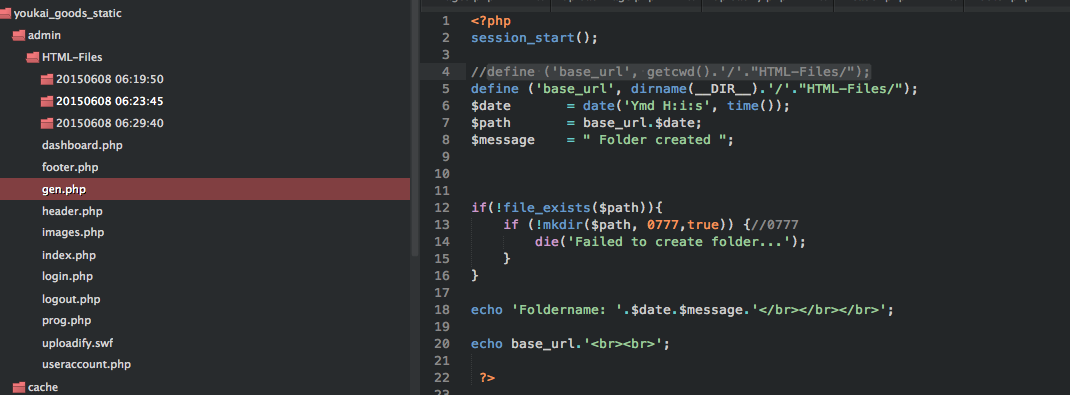 youkai_goods_static
admin
HTML-Files
20150608 06:19:50
20150608 06:23:45
20150608 06:29:40
dashboard.php
footer.php
gen.php
header.php
images.php
index.php
login.php
logout.php
prog.php
uploadify.swf
useraccount.php
cache
1 <?php
2 session_start();
3
4 //define ('base_url', getcwd().'/'."HTML-Files/");
5 define ('base_url', dirname(__DIR__).'/'."HTML-Files/");
6 $date = date('Ymd H:i:s', time());
7 $path = base_url.$date;
8 $message = " Folder created ";
9
10
11
12 if(!file_exists($path)){
13 if (!mkdir($path, 0777,true)) {//0777
14 die('Failed to create folder...');
15 }
16 }
17
18 echo 'Foldername: '.$date.$message.'</br></br></br>';
19
20 echo base_url.'<br><br>';
21
22 ?>
23